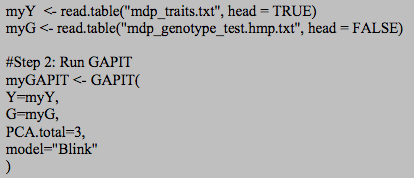 myY <- read.table("mdp_traits.txt", head = TRUE)
myG <- read.table("mdp_genotype_test.hmp.txt", head = FALSE)
#Step 2: Run GAPIT
myGAPIT <- GAPIT(
Y=myY,
G=myG,
PCA.total=3,
model="Blink"
)